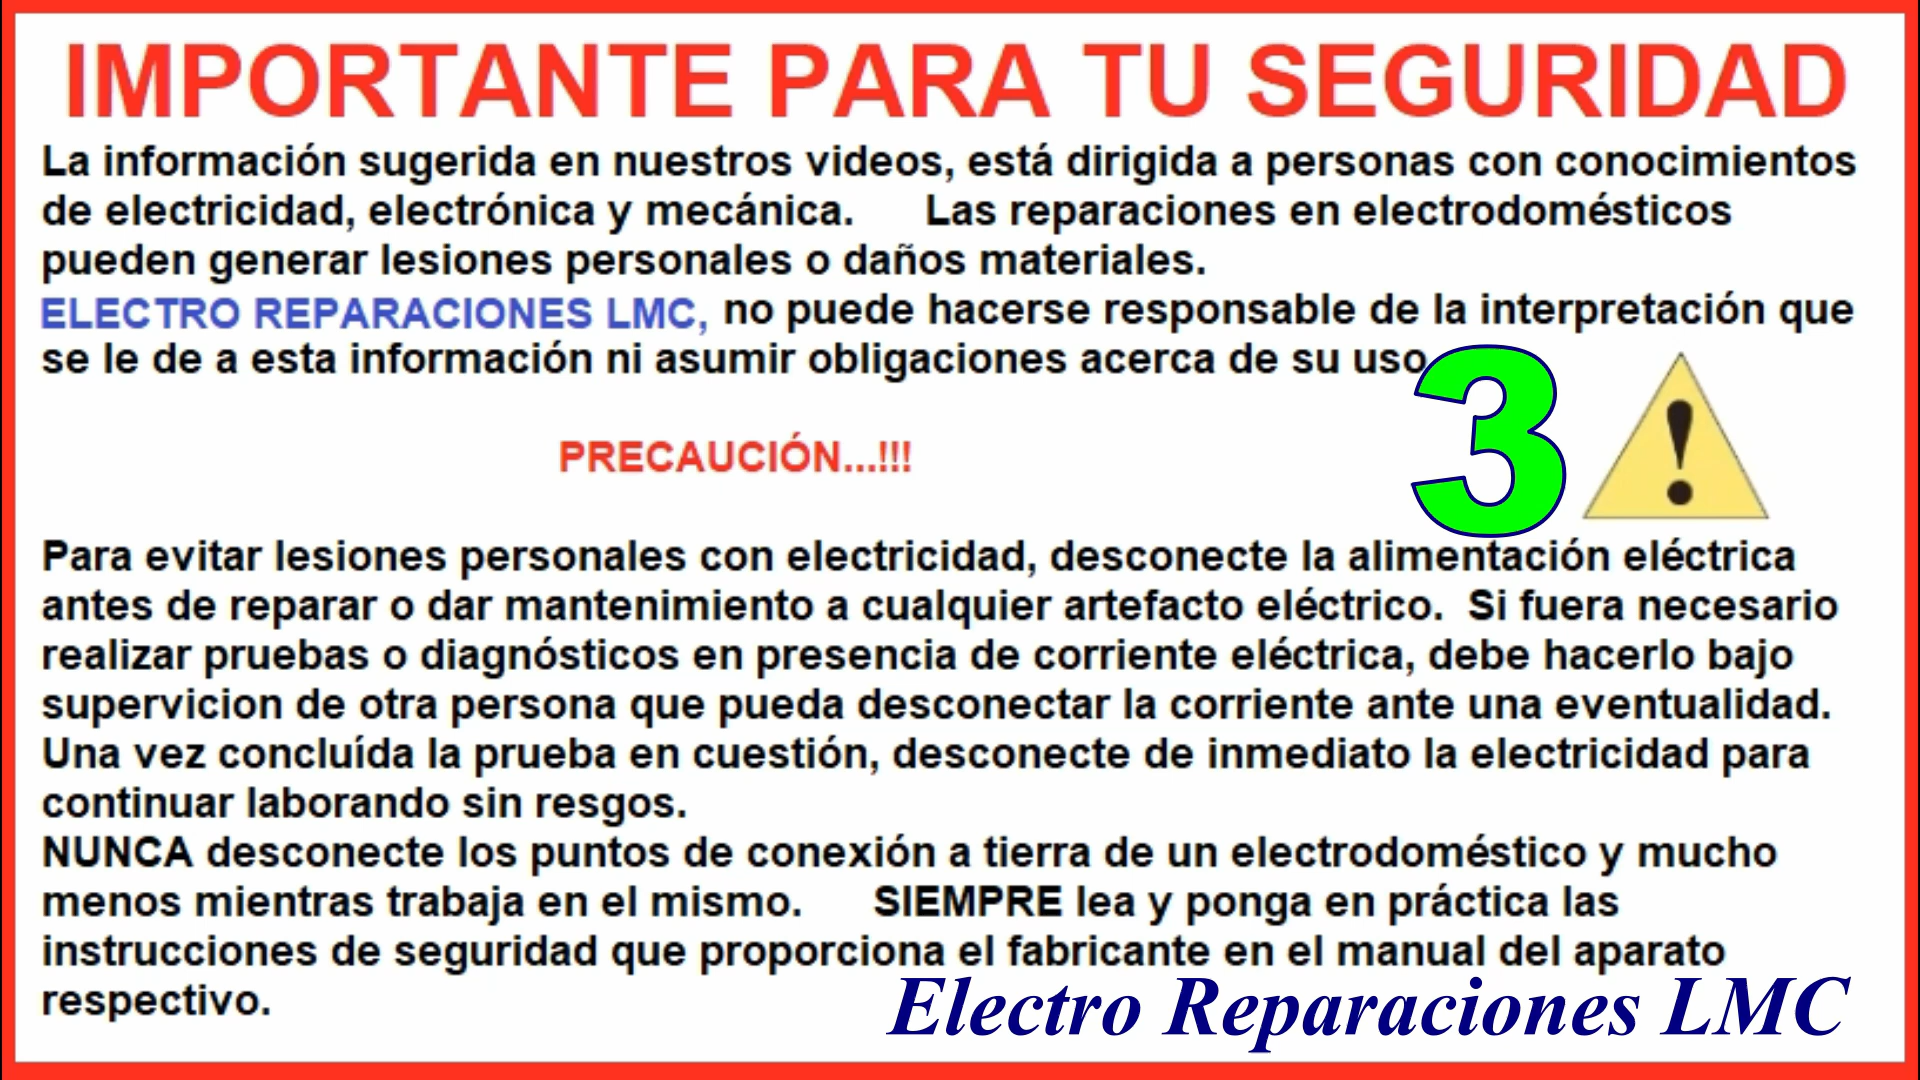 IMPORTANTE PARA TU SEGURIDAD
La información sugerida en nuestros videos, está dirigida a personas con conocimientos
de electricidad, electrónica y mecánica. Las reparaciones en electrodomésticos
pueden generar lesiones personales o daños materiales.
ELECTRO REPARACIONES LMC, no puede hacerse responsable de la interpretación que
se le de a esta información ni asumir obligaciones acerca de su uso
3
!
PRECAUCIÓN...!!!
Para evitar lesiones personales con electricidad, desconecte la alimentación eléctrica
antes de reparar o dar mantenimiento a cualquier artefacto eléctrico. Si fuera necesario
realizar pruebas o diagnósticos en presencia de corriente eléctrica, debe hacerlo bajo
supervicion de otra persona que pueda desconectar la corriente ante una eventualidad.
Una vez concluída la prueba en cuestión, desconecte de inmediato la electricidad para
continuar laborando sin resgos.
NUNCA desconecte los puntos de conexión a tierra de un electrodoméstico y mucho
menos mientras trabaja en el mismo. SIEMPRE lea y ponga en práctica las
instrucciones de seguridad que proporciona el fabricante en el manual del aparato
respectivo.
Electro Reparaciones LMC